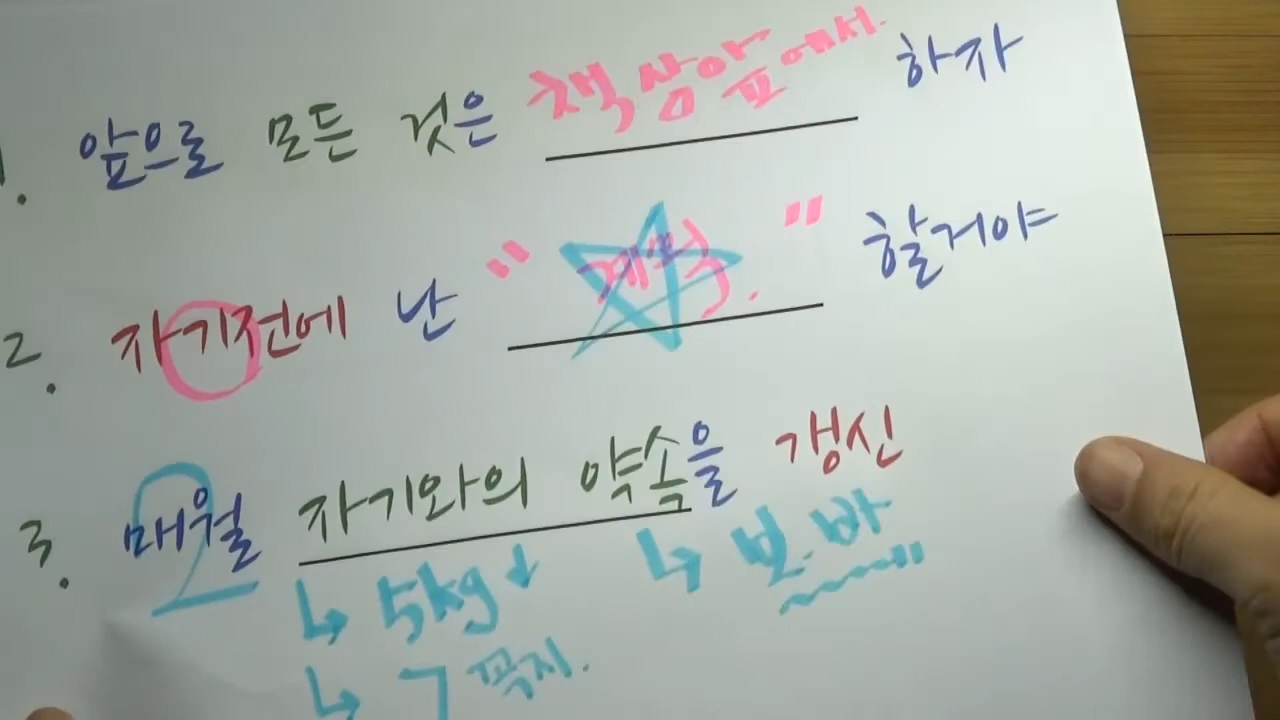 1. 앞으로 모든 것은 책상앞에서. 하자
2. 자기전에 난 " 계획. " 할거야
3. 매월 자기와의 약속을 갱신
2
↳ 5kg↓ ↳ 보.바"
↳ 7